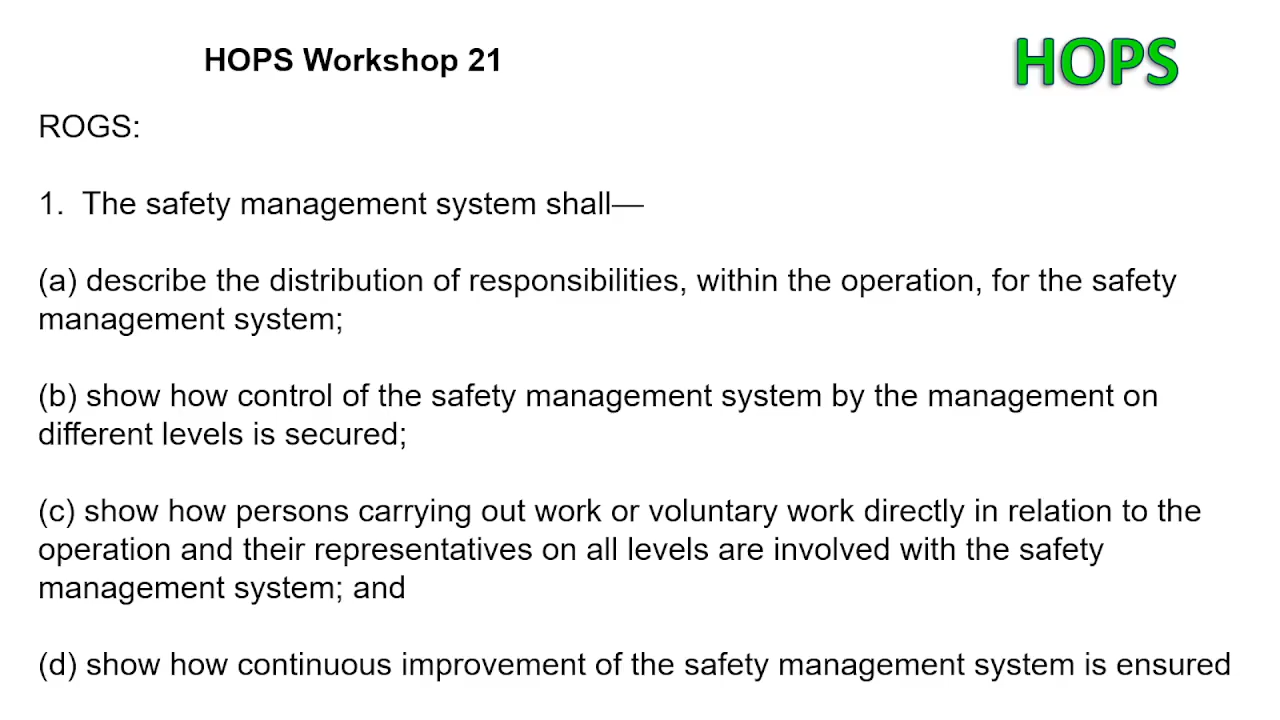 HOPS Workshop 21
HOPS
ROGS:
1. The safety management system shall—
(a) describe the distribution of responsibilities, within the operation, for the safety
management system;
(b) show how control of the safety management system by the management on
different levels is secured;
(c) show how persons carrying out work or voluntary work directly in relation to the
operation and their representatives on all levels are involved with the safety
management system; and
(d) show how continuous improvement of the safety management system is ensured